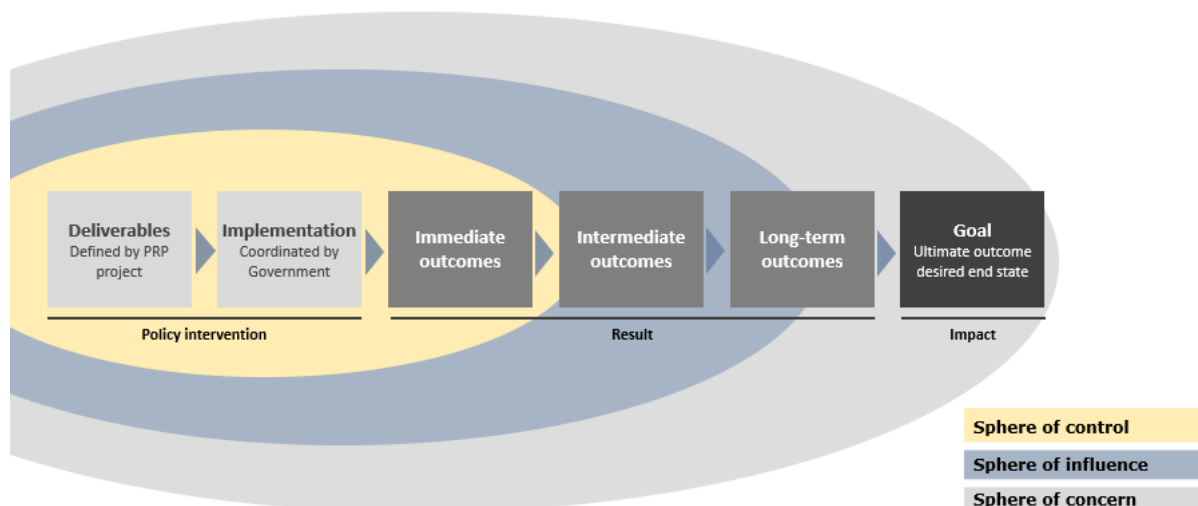 Deliverables
Defined by PRP
project
Implementation
Coordinated by
Government
Immediate
outcomes
Intermediate
outcomes
Long-term
outcomes
Goal
Ultimate outcome
desired end state
Policy intervention
Result
Impact
Sphere of control
Sphere of influence
Sphere of concern